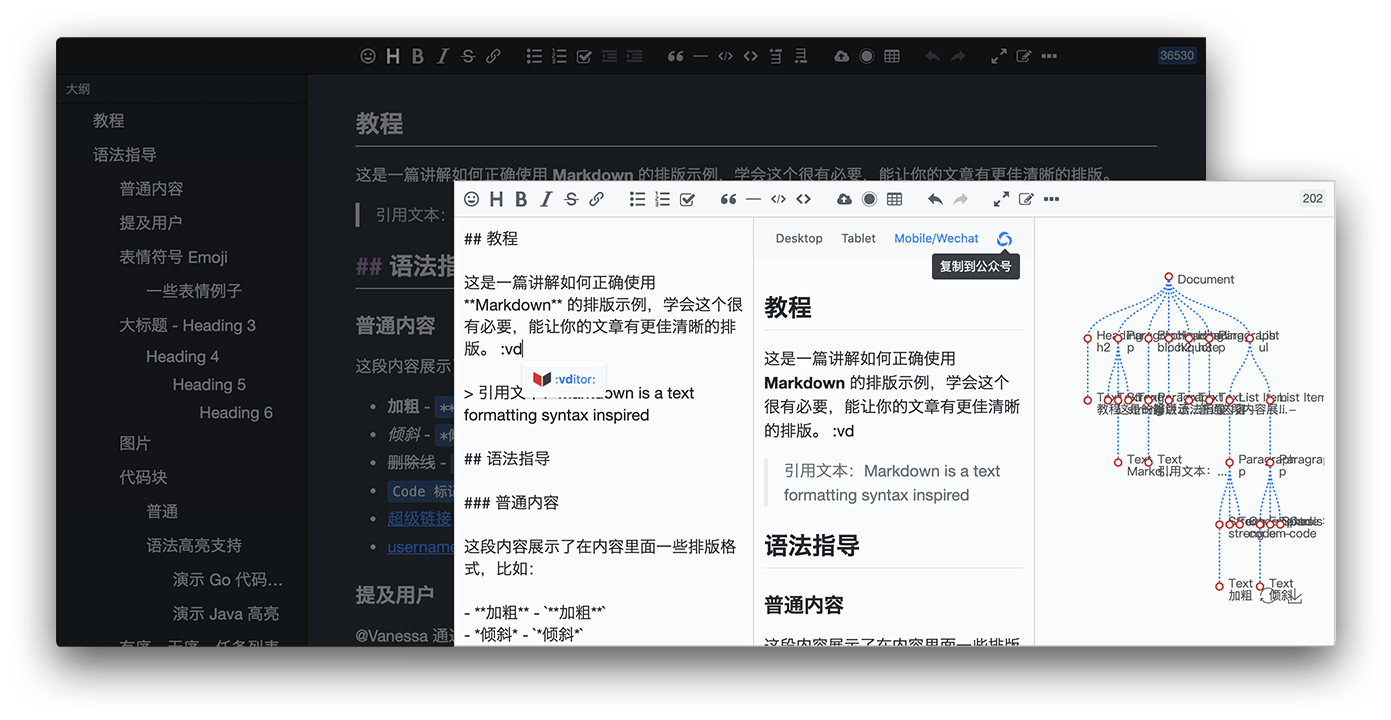 36530
大纲
教程
语法指导
普通内容
提及用户
表情符号 Emoji
一些表情例子
大标题 - Heading 3
Heading 4
Heading 5
Heading 6
图片
代码块
普通
语法高亮支持
演示 Go 代码…
演示 Java 高亮
有序、无序、任务列表
教程
这是一篇讲解如何正确使用 Markdown 的排版示例，学会这个很有必要，能让你的文章有更佳清晰的排版。
引用文本：
## 语法指
普通内容
这段内容展示了
• 加粗 - **
• 倾斜 - *倾
• 删除线 -
• Code 标记
• 超级链接
• username
提及用户
@Vanessa 通过
202
## 教程
这是一篇讲解如何正确使用
**Markdown** 的排版示例，学会这个很
有必要，能让你的文章有更佳清晰的排
版。 :vd
:vditor:
> 引用文
Markdown is a text
formatting syntax inspired
## 语法指导
### 普通内容
这段内容展示了在内容里面一些排版格
式，比如：
- **加粗** - `**加粗**`
- *倾斜* - `*倾斜*`
Desktop Tablet Mobile/Wechat
复制到公众号
教程
这是一篇讲解如何正确使用
Markdown 的排版示例，学会这个
很有必要，能让你的文章有更佳清晰
的排版。 :vd
引用文本：Markdown is a text
formatting syntax inspired
语法指导
普通内容
这段内容展示了在内容里面一些排版
Document
h2
p
ul
List Item
List Item
Text
Text
引用文本：…
p
p
Text
加粗
Text
倾斜